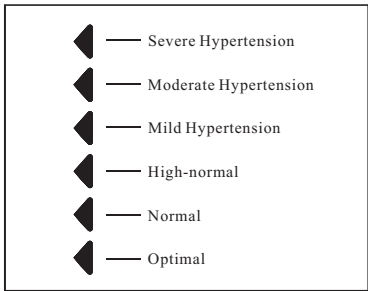 Severe Hypertension
Moderate Hypertension
Mild Hypertension
High-normal
Normal
Optimal